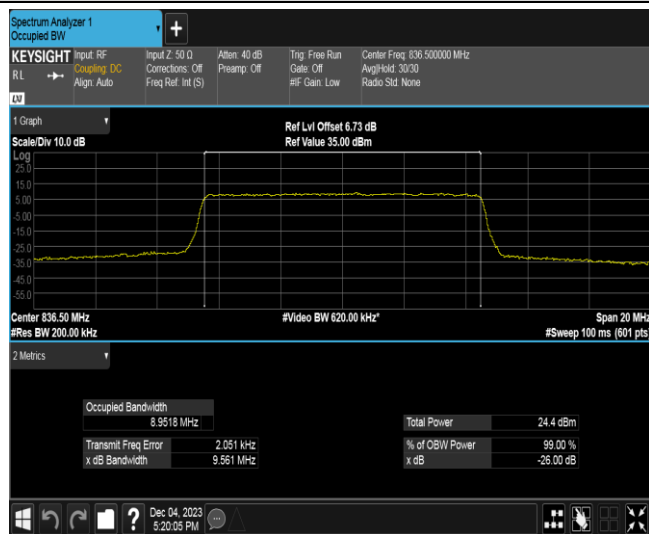 Spectrum Analyzer 1
Occupied BW
+
KEYSIGHT Input: RF Input Z: 50 Ω Atten: 40 dB Trig: Free Run Center Freq: 836.500000 MHz
RL Coupling: DC Corrections: Off Preamp: Off Gate: Off Avg|Hold: 30/30
Align: Auto Freq Ref: Int (S) #IF Gain: Low Radio Std: None
LXI
1 Graph
Ref Lvl Offset 6.73 dB
Scale/Div 10.0 dB Ref Value 35.00 dBm
Log
25.0
15.0
5.00
-5.00
-15.0
-25.0
-35.0
-45.0
-55.0
Center 836.50 MHz #Video BW 620.00 kHz* Span 20 MHz
#Res BW 200.00 kHz #Sweep 100 ms (601 pts)
2 Metrics
Occupied Bandwidth
8.9518 MHz Total Power 24.4 dBm
Transmit Freq Error 2.051 kHz % of OBW Power 99.00 %
x dB Bandwidth 9.561 MHz x dB -26.00 dB
? Dec 04, 2023
5:20:05 PM